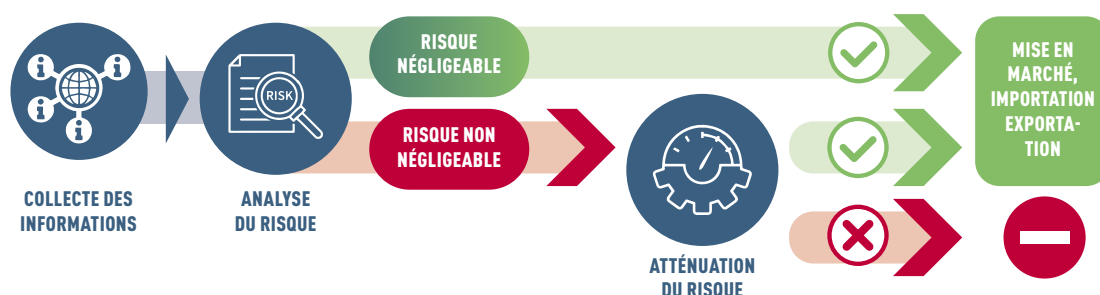 COLLECTE DES
INFORMATIONS
RISK
ANALYSE
DU RISQUE
RISQUE
NÉGLIGEABLE
RISQUE NON
NÉGLIGEABLE
ATTÉNUATION
DU RISQUE
MISE EN
MARCHÉ,
IMPORTATION
EXPORTA-
TION